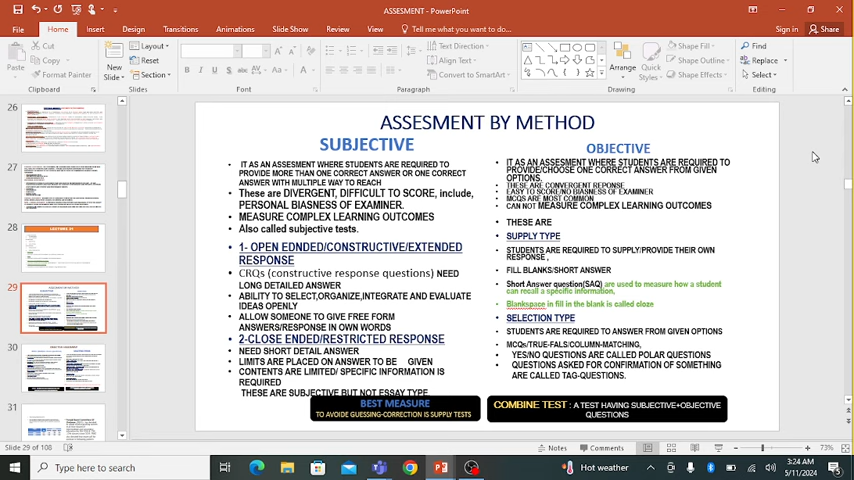 ASSESMENT - PowerPoint
Sign in
Share
File
Home
Insert
Design
Transitions
Animations
Slide Show
Review
View
Tell me what you want to do...
Paste
Cut
Copy
Format Painter
Clipboard
New Slide
Layout
Reset
Section
Slides
Font
Text Direction
Align Text
Convert to SmartArt
Paragraph
Arrange
Quick Styles
Shape Fill
Shape Outline
Shape Effects
Drawing
Find
Replace
Select
Editing
26
27
28
29
30
31
ASSESMENT BY METHOD
SUBJECTIVE
IT AS AN ASSESMENT WHERE STUDENTS ARE REQUIRED TO
PROVIDE MORE THAN ONE CORRECT ANSWER OR ONE CORRECT
ANSWER WITH MULTIPLE WAY TO REACH
These are DIVERGENT, DIFFICULT TO SCORE, include,
PERSONAL BIASNESS OF EXAMINER.
MEASURE COMPLEX LEARNING OUTCOMES
Also called subjective tests.
1- OPEN EDNDED/CONSTRUCTIVE/EXTENDED
RESPONSE
CRQs (constructive response questions) NEED
LONG DETAILED ANSWER
ABILITY TO SELECT,ORGANIZE,INTEGRATE AND EVALUATE
IDEAS OPENLY
ALLOW SOMEONE TO GIVE FREE FORM
ANSWERS/RESPONSE IN OWN WORDS
2-CLOSE ENDED/RESTRICTED RESPONSE
NEED SHORT DETAIL ANSWER
LIMITS ARE PLACED ON ANSWER TO BE GIVEN
CONTENTS ARE LIMITED/ SPECIFIC INFORMATION IS
REQUIRED
THESE ARE SUBJECTIVE BUT NOT ESSAY TYPE
BEST MEASURE
TO AVOIDE GUESSING-CORRECTION IS SUPPLY TESTS
OBJECTIVE
IT AS AN ASSESMENT WHERE STUDENTS ARE REQUIRED TO
PROVIDE/CHOOSE ONE CORRECT ANSWER FROM GIVEN
OPTIONS.
THESE ARE CONVERGENT REPONSE
EASY TO SCORE/NO BIASNESS OF EXAMINER
MCQS ARE MOST COMMON
CAN NOT MEASURE COMPLEX LEARNING OUTCOMES
THESE ARE
SUPPLY TYPE
STUDENTS ARE REQUIRED TO SUPPLY/PROVIDE THEIR OWN
RESPONSE ,
FILL BLANKS/SHORT ANSWER
Short Answer question(SAQ) are used to measure how a student
can recall a specific information,
Blankspace in fill in the blank is called cloze
SELECTION TYPE
STUDENTS ARE REQUIRED TO ANSWER FROM GIVEN OPTIONS
MCQs/TRUE-FALS/COLUMN-MATCHING,
YES/NO QUESTIONS ARE CALLED POLAR QUESTIONS
QUESTIONS ASKED FOR CONFIRMATION OF SOMETHING
ARE CALLED TAG-QUESTIONS.
COMBINE TEST : A TEST HAVING SUBJECTIVE+OBJECTIVE
QUESTIONS
Slide 29 of 108
Notes
Comments
73%
Type here to search
Hot weather
3:24 AM
5/11/2024